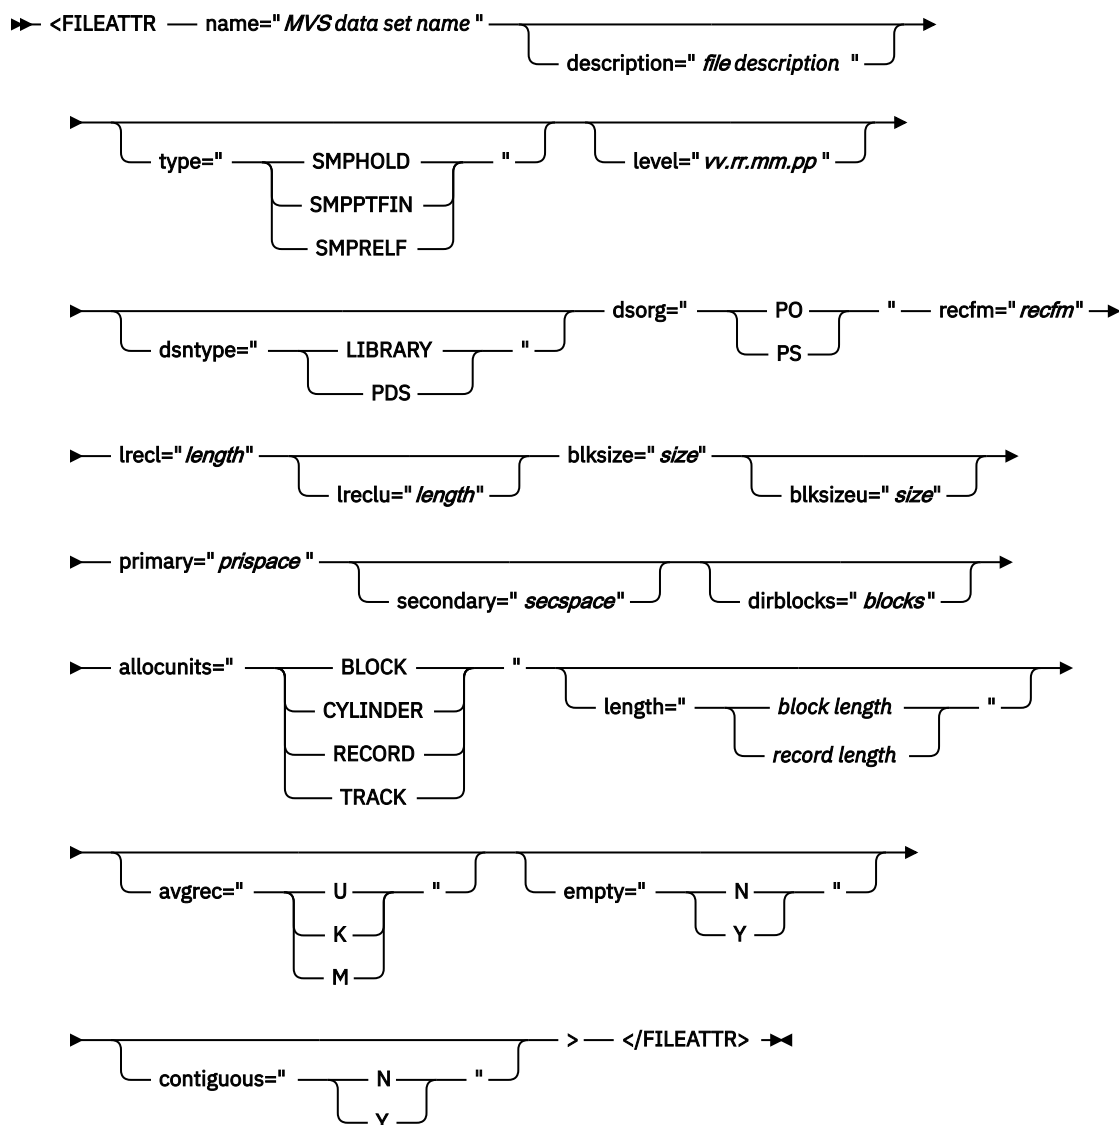 <FILEATTR name="MVS data set name"
description="file description"
type=" SMPHOLD " level="vv.rr.mm.pp"
SMPPTFIN
SMPRELF
dsorg=" PO " recfm="recfm"
dsntype=" LIBRARY " PS
PDS
lrecl="length" blksize="size"
lreclu="length" blksizeu="size"
primary="prispace"
secondary="secspace" dirblocks="blocks"
allocunits=" BLOCK "
CYLINDER length=" block length "
RECORD record length
TRACK
avgrec=" U " empty=" N "
K Y
M
> </FILEATTR>
contiguous=" N "
Y